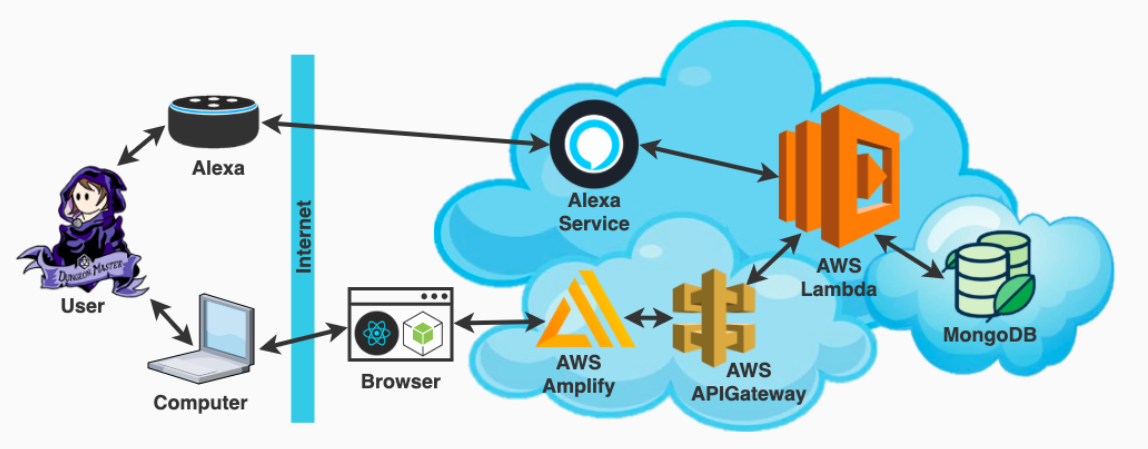 Alexa
Internet
DUNGEON MASTER
User
Computer
Browser
Alexa
Service
AWS
Amplify
AWS
APIGateway
AWS
Lambda
MongoDB